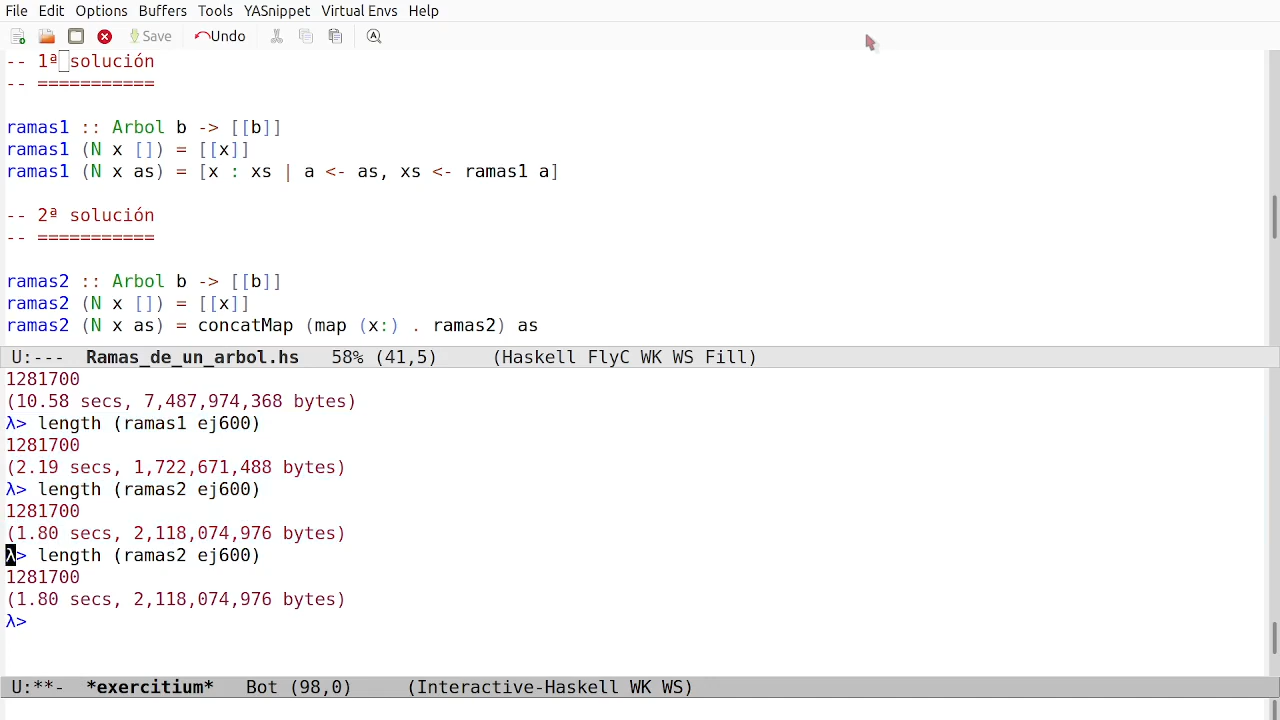 File Edit Options Buffers Tools YASnippet Virtual Envs Help
Save Undo
-- 1ª solución
-- ===========
ramas1 :: Arbol b -> [[b]]
ramas1 (N x []) = [[x]]
ramas1 (N x as) = [x : xs | a <- as, xs <- ramas1 a]
-- 2ª solución
-- ===========
ramas2 :: Arbol b -> [[b]]
ramas2 (N x []) = [[x]]
ramas2 (N x as) = concatMap (map (x:) . ramas2) as
U:--- Ramas_de_un_arbol.hs 58% (41,5) (Haskell FlyC WK WS Fill)
1281700
(10.58 secs, 7,487,974,368 bytes)
λ> length (ramas1 ej600)
1281700
(2.19 secs, 1,722,671,488 bytes)
λ> length (ramas2 ej600)
1281700
(1.80 secs, 2,118,074,976 bytes)
λ> length (ramas2 ej600)
1281700
(1.80 secs, 2,118,074,976 bytes)
λ>
U:**- *exercitium* Bot (98,0) (Interactive-Haskell WK WS)